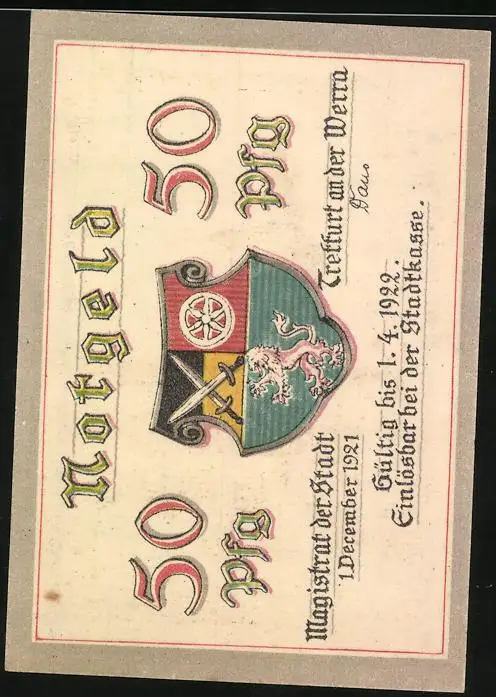 Notgeld
50 50
Pfg Pfg
Magistrat der Stadt Treffurt an der Werra
1 December 1921
Gültig bis 1. 4. 1922.
Einlösbar bei der Stadtkasse.